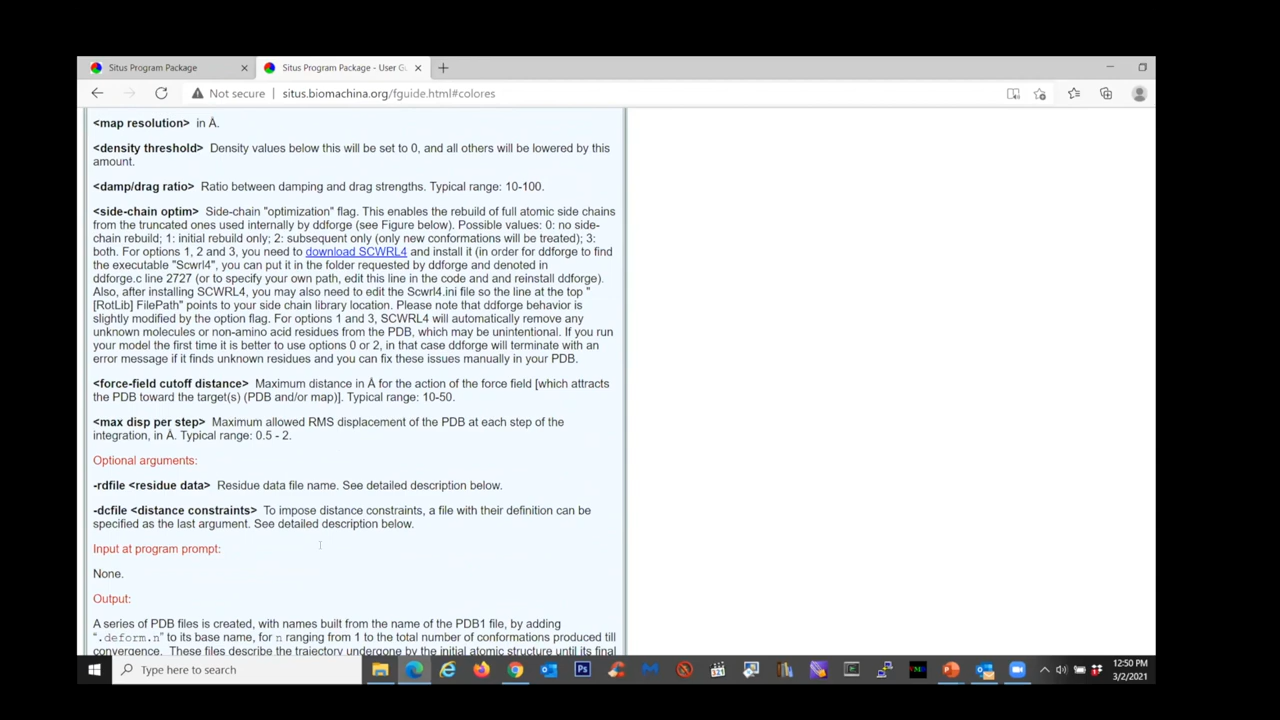 Situs Program Package
Situs Program Package - User G
Not secure
situs.biomachina.org/fguide.html#colores
<map resolution> in Å.
<density threshold> Density values below this will be set to 0, and all others will be lowered by this
amount.
<damp/drag ratio> Ratio between damping and drag strengths. Typical range: 10-100.
<side-chain optim> Side-chain "optimization" flag. This enables the rebuild of full atomic side chains
from the truncated ones used internally by ddforge (see Figure below). Possible values: 0: no side-
chain rebuild; 1: initial rebuild only; 2: subsequent only (only new conformations will be treated); 3:
both. For options 1, 2 and 3, you need to download SCWRL4 and install it (in order for ddforge to find
the executable "Scwrl4", you can put it in the folder requested by ddforge and denoted in
ddforge.c line 2727 (or to specify your own path, edit this line in the code and and reinstall ddforge).
Also, after installing SCWRL4, you may also need to edit the Scwrl4.ini file so the line at the top "
[RotLib] FilePath" points to your side chain library location. Please note that ddforge behavior is
slightly modified by the option flag. For options 1 and 3, SCWRL4 will automatically remove any
unknown molecules or non-amino acid residues from the PDB, which may be unintentional. If you run
your model the first time it is better to use options 0 or 2, in that case ddforge will terminate with an
error message if it finds unknown residues and you can fix these issues manually in your PDB.
<force-field cutoff distance> Maximum distance in Å for the action of the force field [which attracts
the PDB toward the target(s) (PDB and/or map)]. Typical range: 10-50.
<max disp per step> Maximum allowed RMS displacement of the PDB at each step of the
integration, in Å. Typical range: 0.5 - 2.
Optional arguments:
-rdfile <residue data> Residue data file name. See detailed description below.
-dcfile <distance constraints> To impose distance constraints, a file with their definition can be
specified as the last argument. See detailed description below.
Input at program prompt:
None.
Output:
A series of PDB files is created, with names built from the name of the PDB1 file, by adding
“.deform.n” to its base name, for n ranging from 1 to the total number of conformations produced till
convergence. These files describe the trajectory undergone by the initial atomic structure until its final
Type here to search
Ps
12:50 PM
3/2/2021